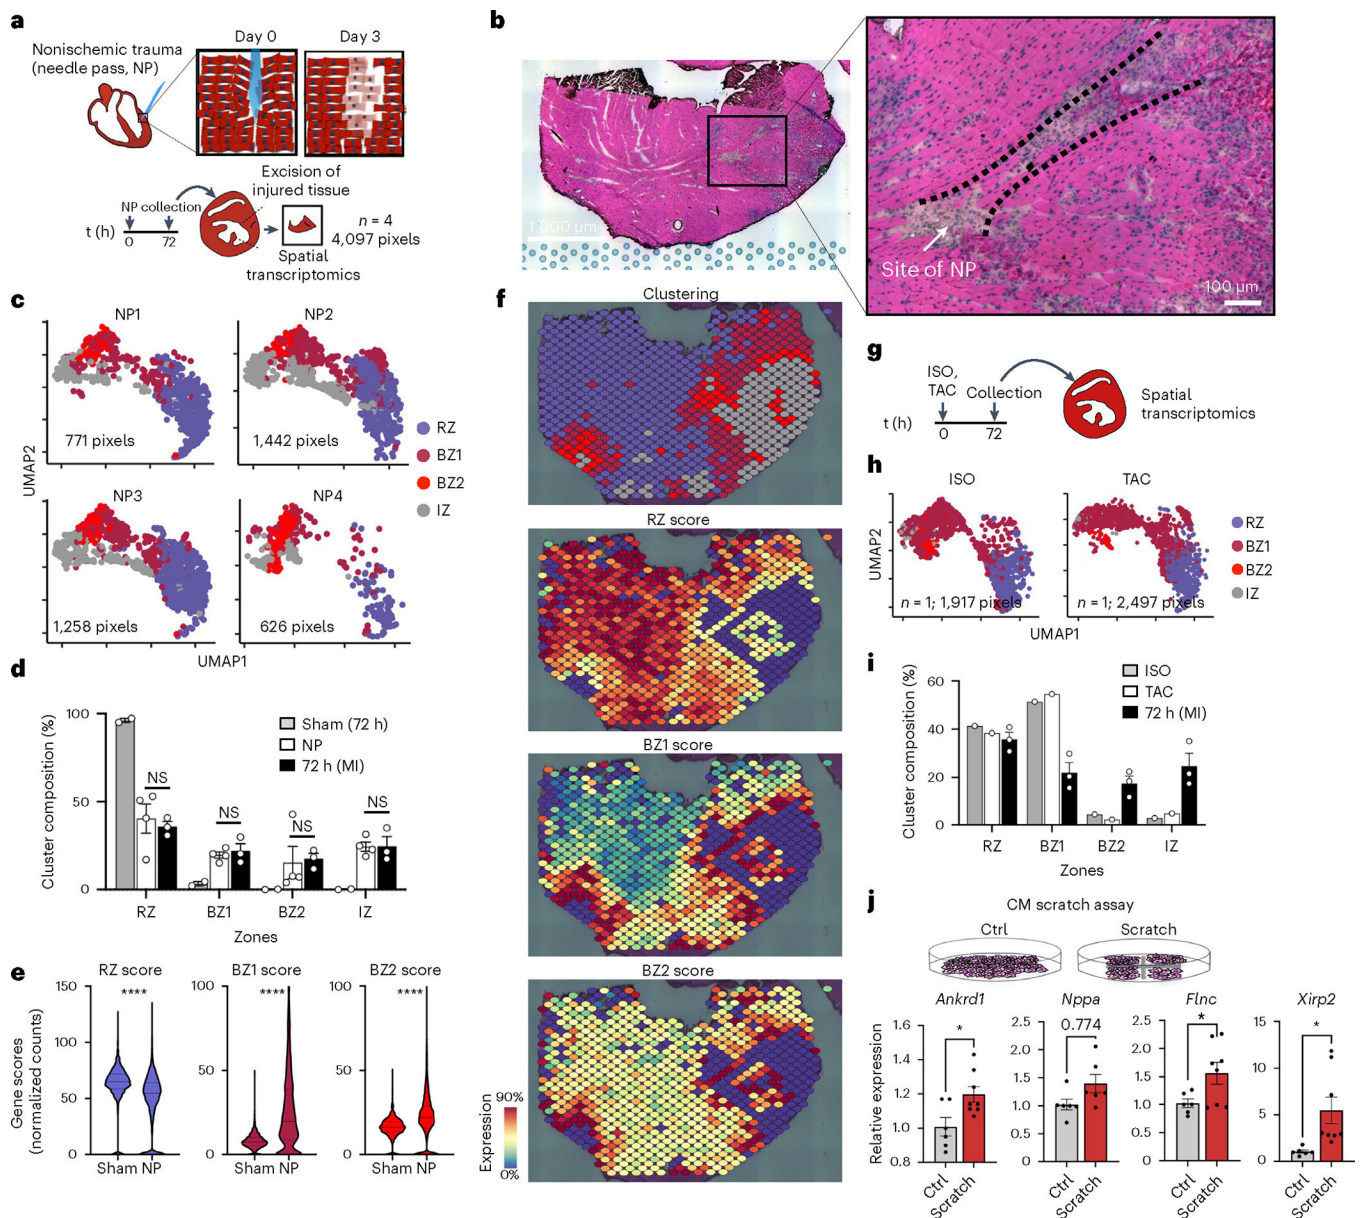 a
Nonischemic trauma
(needle pass, NP)
Day 0
Day 3
Excision of
injured tissue
NP collection
t (h)
0
72
n = 4
4,097 pixels
Spatial
transcriptomics
b
1,000 µm
Site of NP
100 µm
c
NP1
NP2
771 pixels
1,442 pixels
NP3
NP4
1,258 pixels
626 pixels
UMAP2
UMAP1
RZ
BZ1
BZ2
IZ
d
Cluster composition (%)
100
50
0
Sham (72 h)
NP
72 h (MI)
NS
NS
NS
NS
RZ
BZ1
BZ2
IZ
Zones
e
RZ score
BZ1 score
BZ2 score
Gene scores
(normalized counts)
150
100
50
0
100
50
0
100
50
0
****
****
****
Sham NP
Sham NP
Sham NP
f
Clustering
RZ score
BZ1 score
BZ2 score
Expression
90%
0%
g
ISO,
TAC
Collection
t (h)
0
72
Spatial
transcriptomics
h
ISO
TAC
UMAP2
n = 1; 1,917 pixels
n = 1; 2,497 pixels
UMAP1
RZ
BZ1
BZ2
IZ
i
Cluster composition (%)
60
40
20
0
ISO
TAC
72 h (MI)
RZ
BZ1
BZ2
IZ
Zones
j
CM scratch assay
Ctrl
Scratch
Ankrd1
Nppa
Flnc
Xirp2
Relative expression
1.6
1.4
1.2
1.0
0.8
*
Ctrl
Scratch
2.5
2.0
1.5
1.0
0.5
0
0.774
Ctrl
Scratch
2.5
2.0
1.5
1.0
0.5
0
*
Ctrl
Scratch
15
10
5
0
*
Ctrl
Scratch